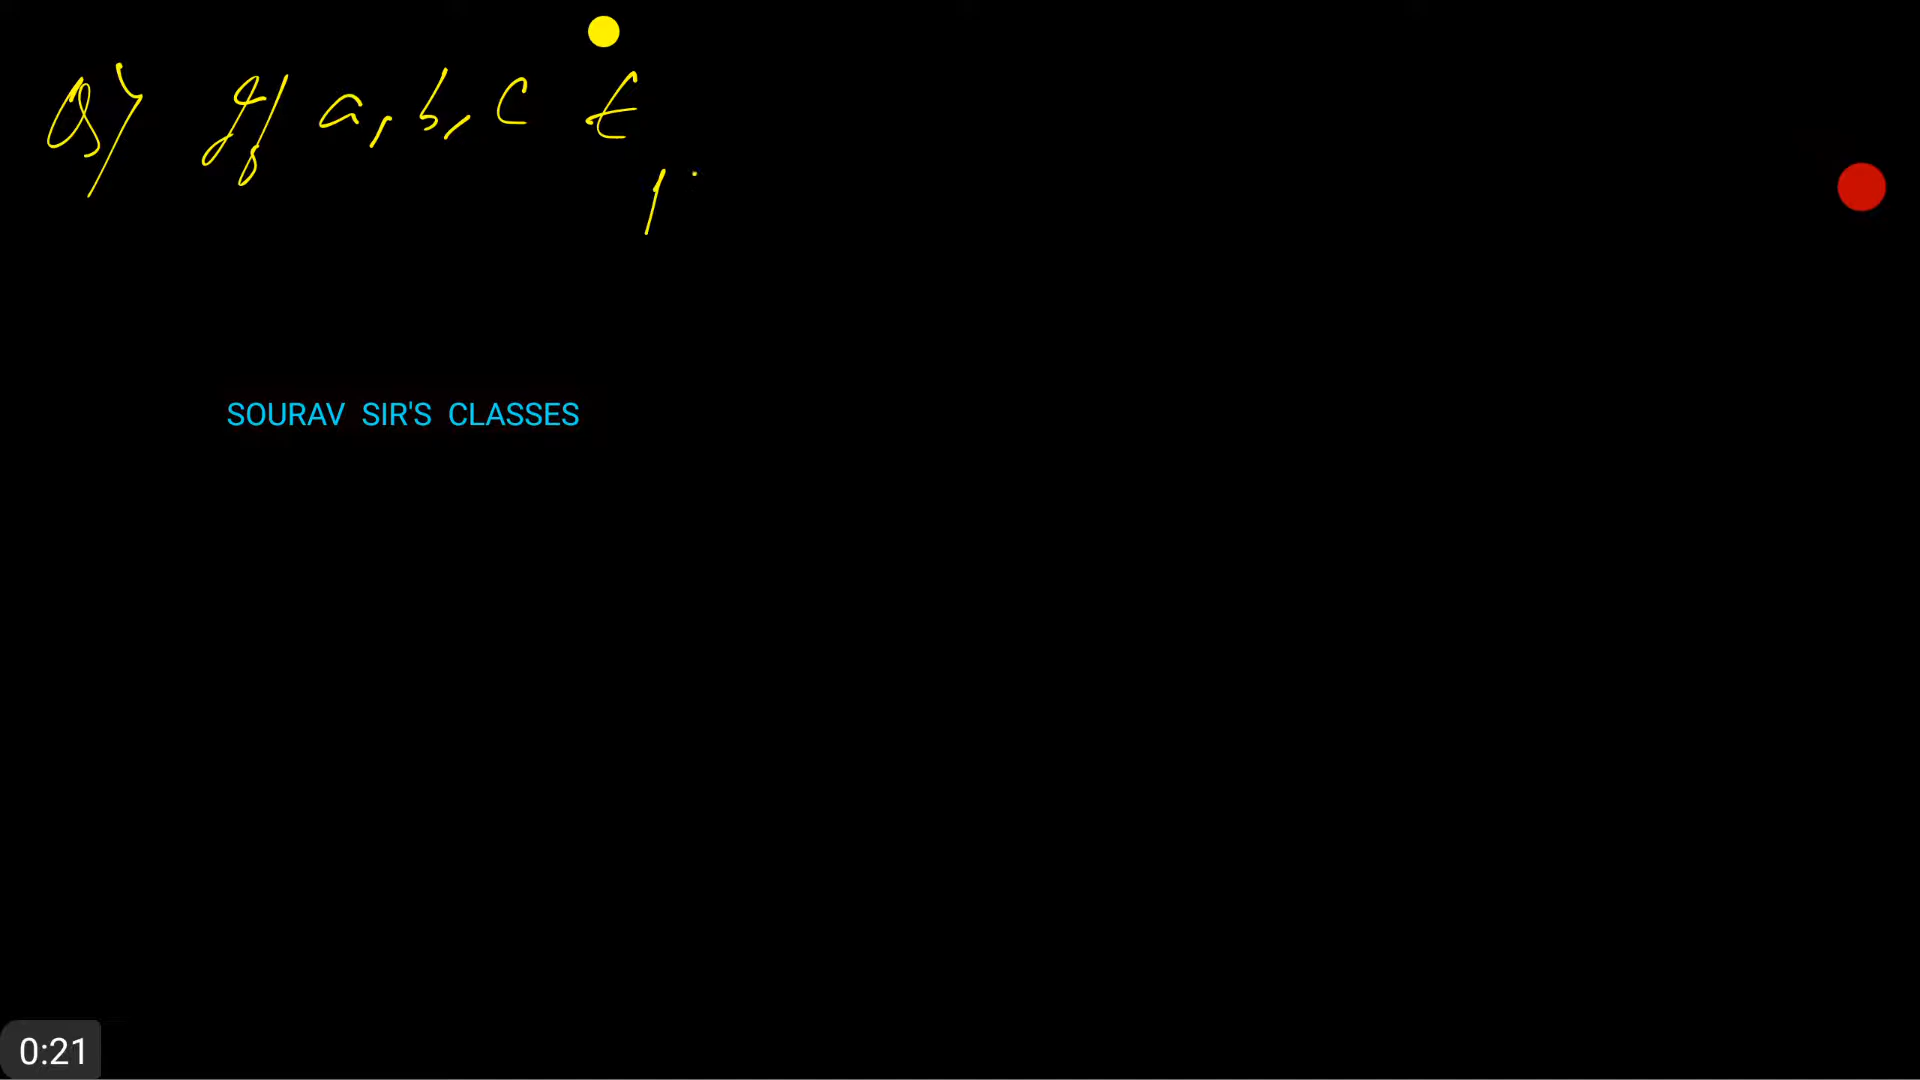 Q) If a, b, c ∈
SOURAV SIR'S CLASSES
0:21